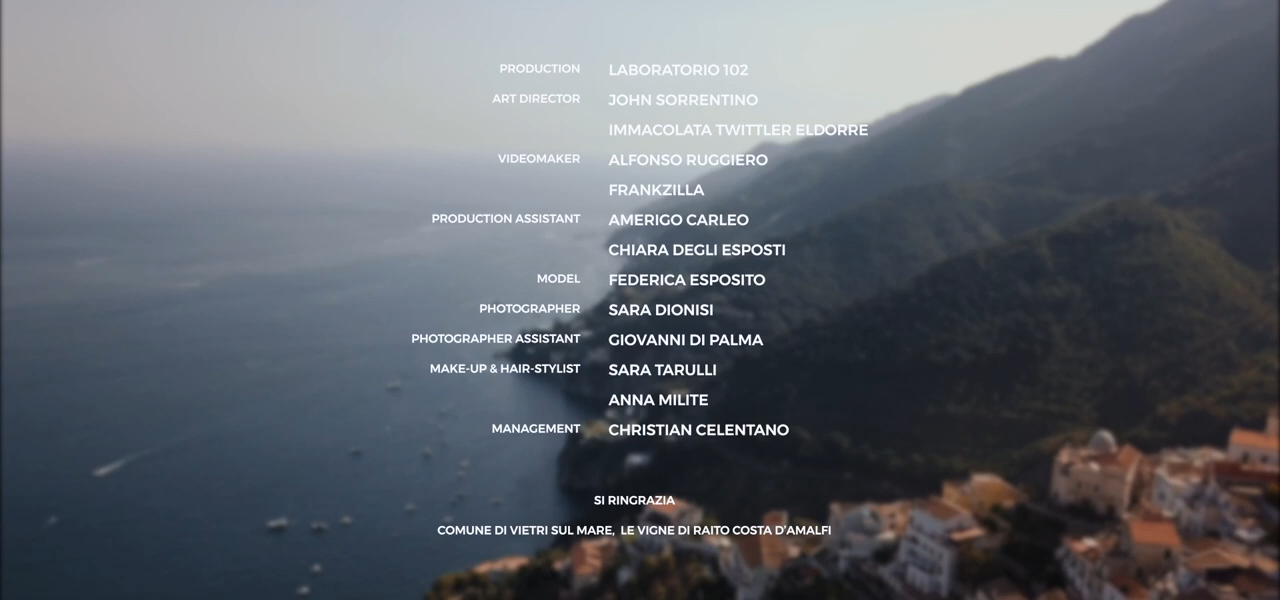 PRODUCTION LABORATORIO 102
ART DIRECTOR JOHN SORRENTINO
IMMACOLATA TWITTLER ELDORRE
VIDEOMAKER ALFONSO RUGGIERO
FRANKZILLA
PRODUCTION ASSISTANT AMERIGO CARLEO
CHIARA DEGLI ESPOSTI
MODEL FEDERICA ESPOSITO
PHOTOGRAPHER SARA DIONISI
PHOTOGRAPHER ASSISTANT GIOVANNI DI PALMA
MAKE-UP & HAIR-STYLIST SARA TARULLI
ANNA MILITE
MANAGEMENT CHRISTIAN CELENTANO
SI RINGRAZIA
COMUNE DI VIETRI SUL MARE, LE VIGNE DI RAITO COSTA D'AMALFI